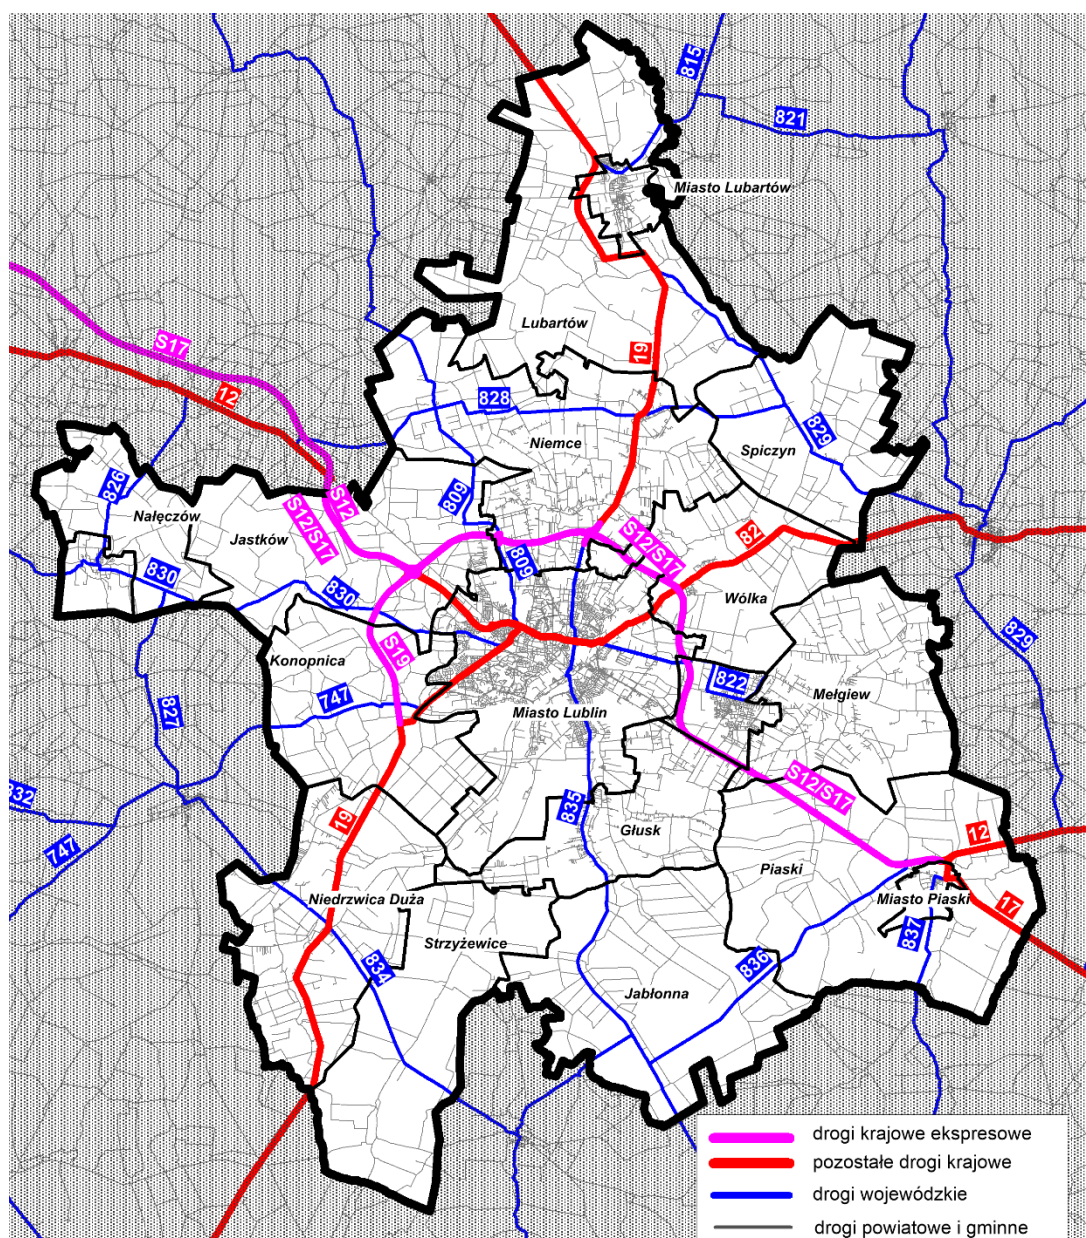 815
821
Miasto Lubartów
S17
Lubartów
19
12
828
829
Niemce
Spiczyn
826
809
S12
Nałęczów
S12/S17
Jastków
S12/S17
82
809
830
830
Wólka
829
Konopnica
S19
822
747
Mełgiew
827
Miasto Lublin
S12/S17
832
835
19
Głusk
12
747
Piaski
Niedrzwica Duża
Miasto Piaski
17
Strzyżewice
837
834
836
Jabłonna
drogi krajowe ekspresowe
pozostałe drogi krajowe
drogi wojewódzkie
drogi powiatowe i gminne